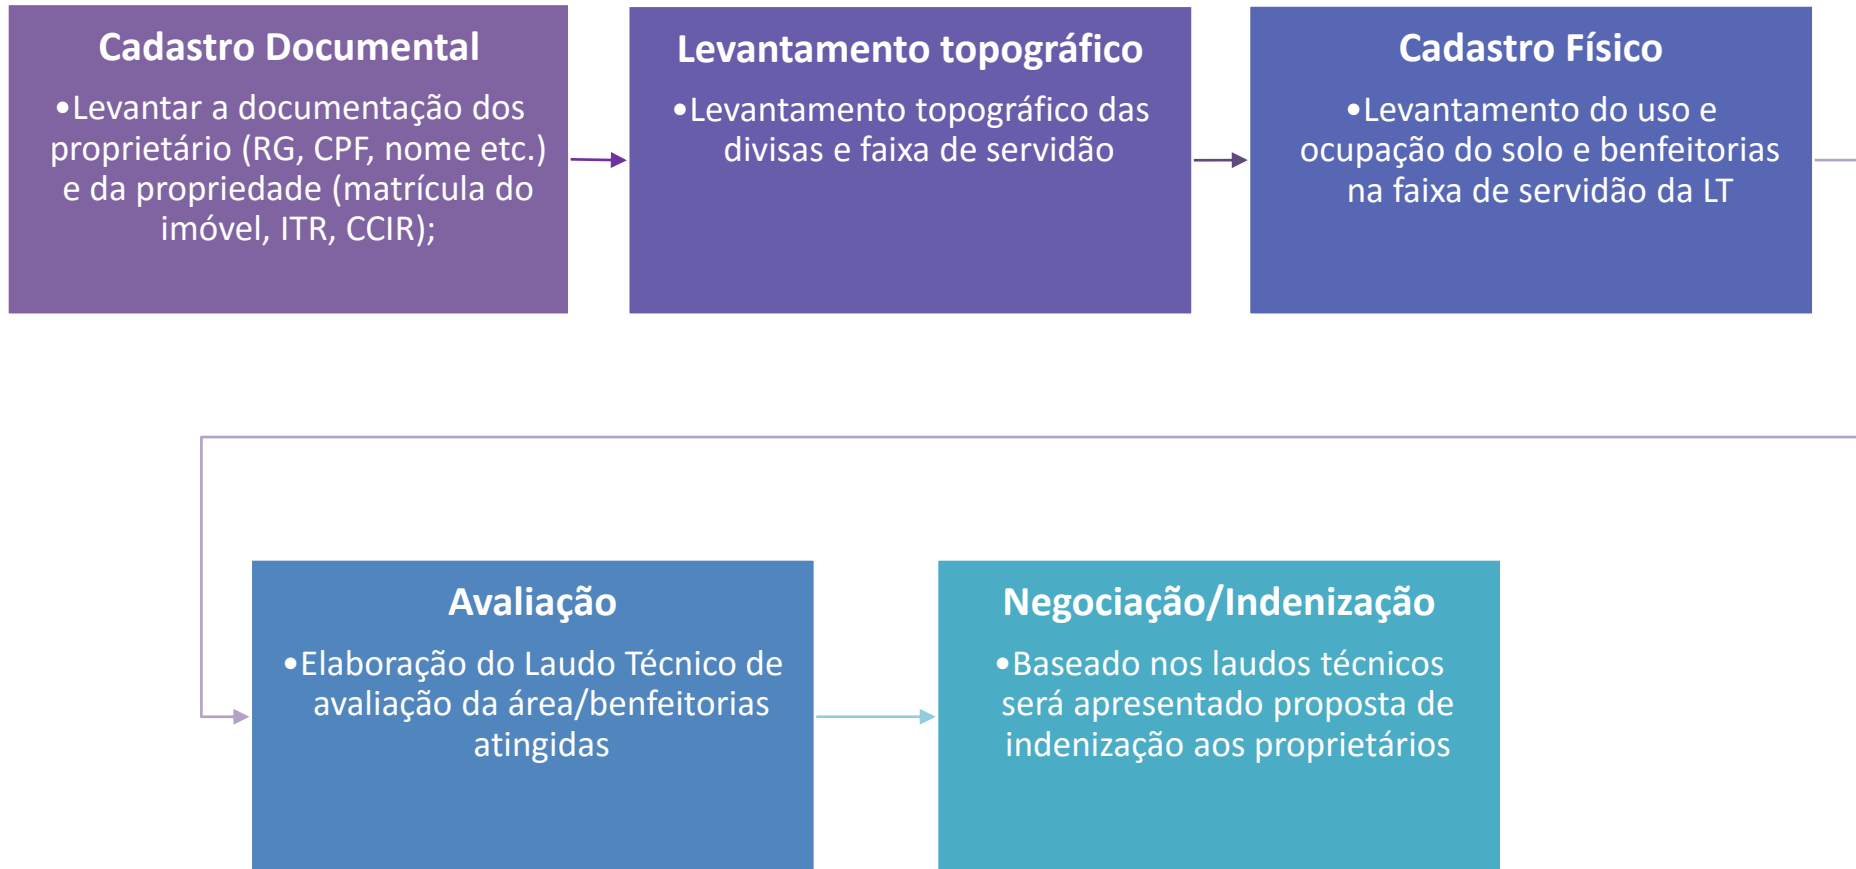 Cadastro Documental
•Levantar a documentação dos
proprietário (RG, CPF, nome etc.)
e da propriedade (matrícula do
imóvel, ITR, CCIR);
Levantamento topográfico
•Levantamento topográfico das
divisas e faixa de servidão
Cadastro Físico
•Levantamento do uso e
ocupação do solo e benfeitorias
na faixa de servidão da LT
Avaliação
•Elaboração do Laudo Técnico de
avaliação da área/benfeitorias
atingidas
Negociação/Indenização
•Baseado nos laudos técnicos
será apresentado proposta de
indenização aos proprietários